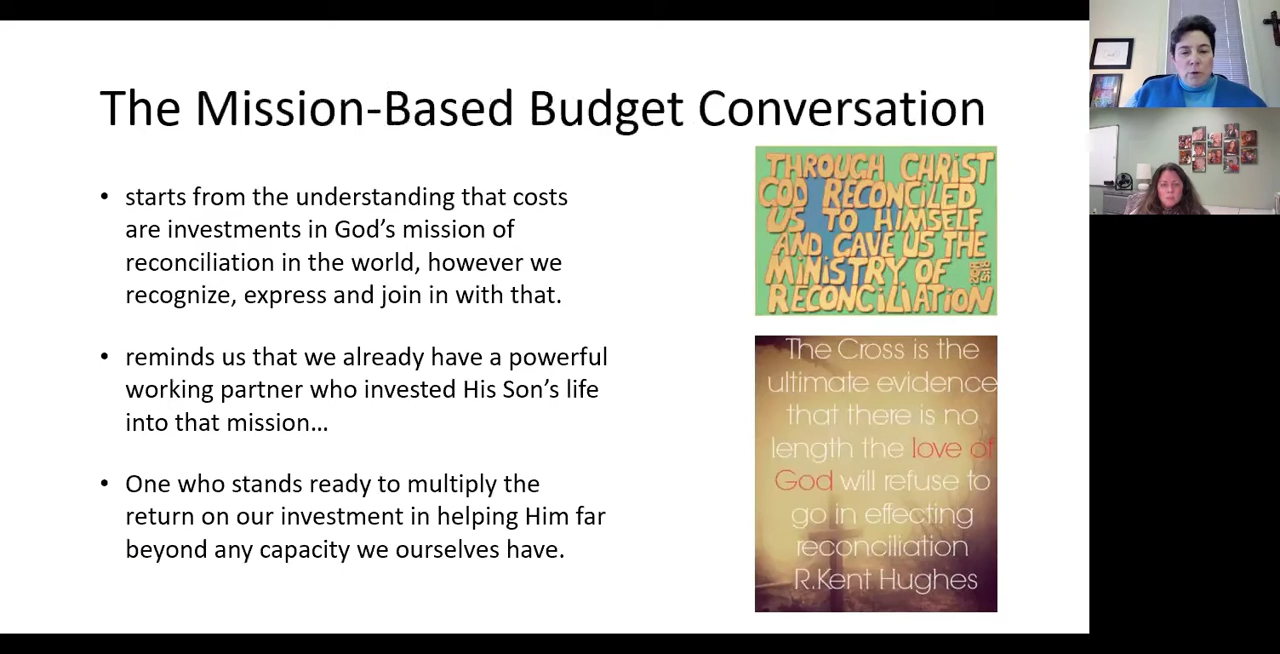 The Mission-Based Budget Conversation
• starts from the understanding that costs
are investments in God's mission of
reconciliation in the world, however we
recognize, express and join in with that.
• reminds us that we already have a powerful
working partner who invested His Son's life
into that mission…
• One who stands ready to multiply the
return on our investment in helping Him far
beyond any capacity we ourselves have.
THROUGH CHRIST
GOD RECONCILED
US TO HIMSELF
AND GAVE US THE
MINISTRY OF
RECONCILIATION
The Cross is the
ultimate evidence
that there is no
length the love of
God will refuse to
go in effecting
reconciliation
R.Kent Hughes